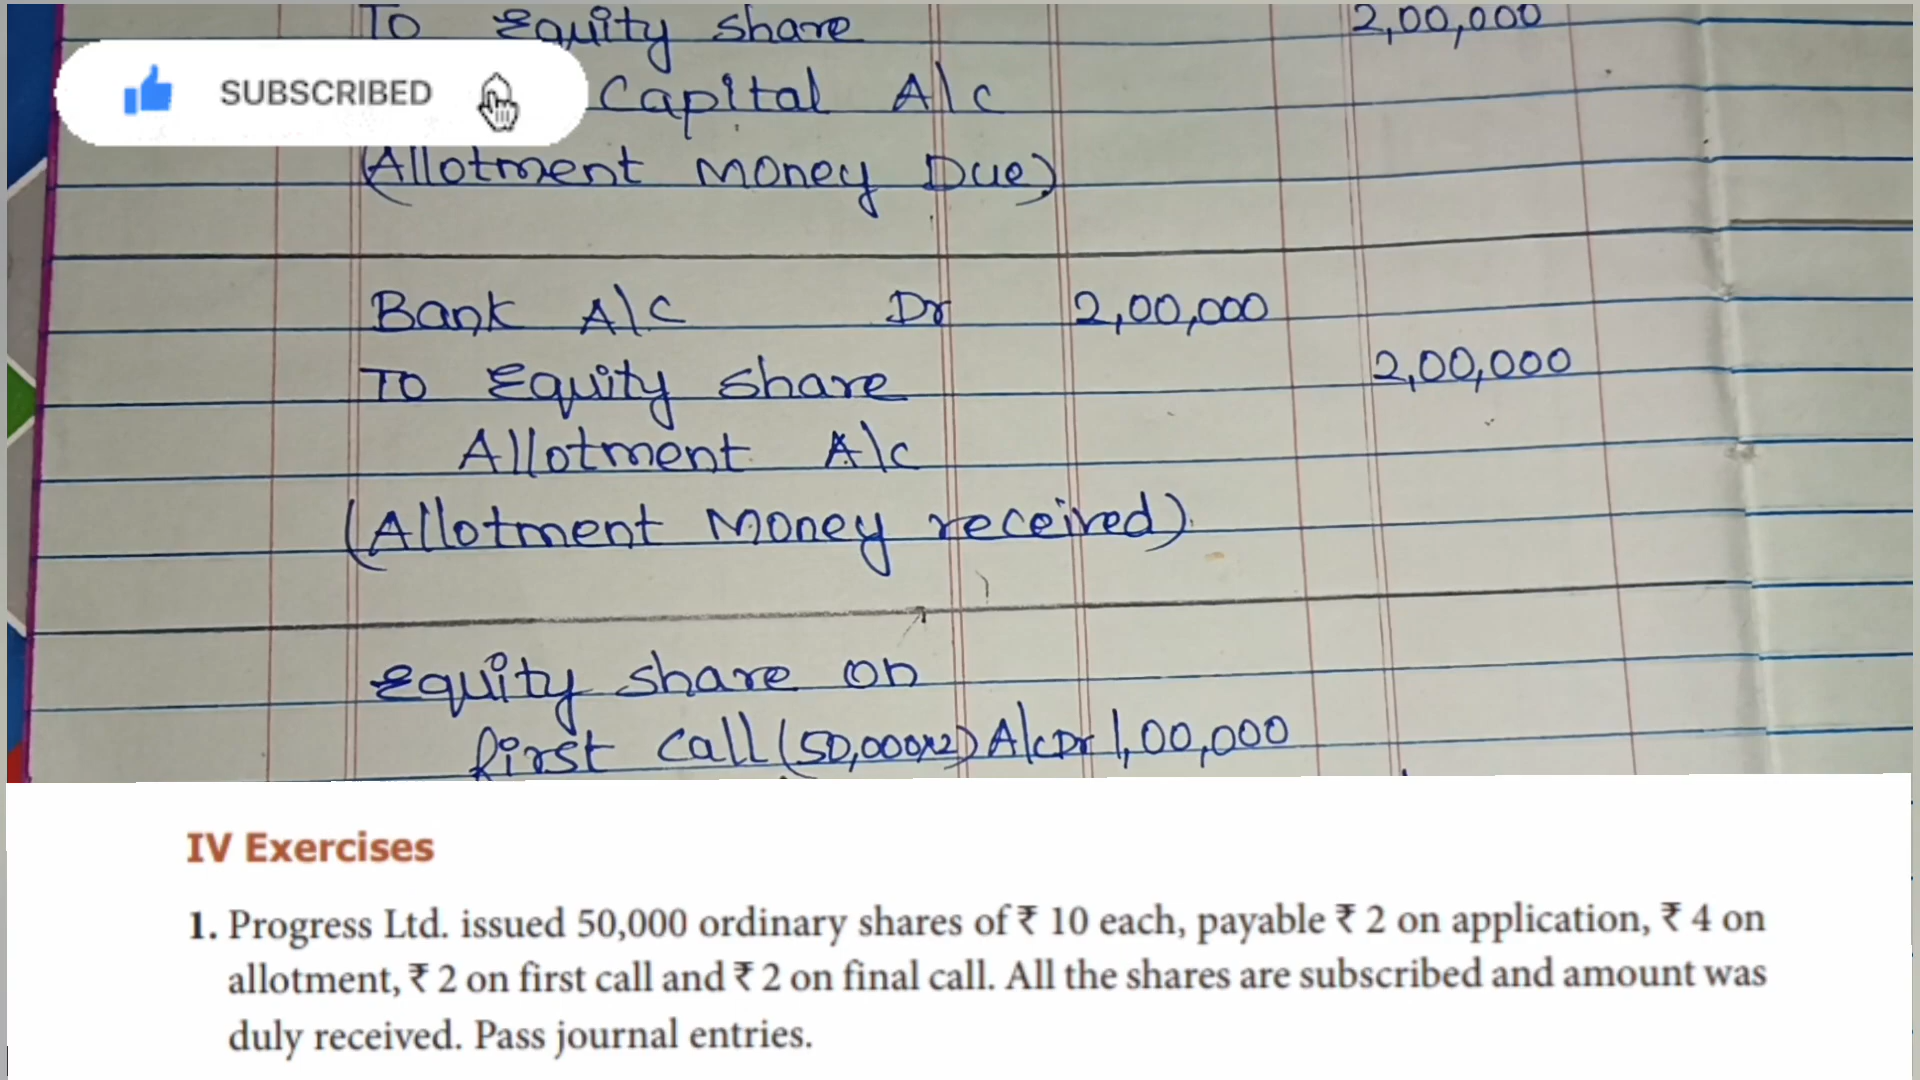 To Equity share 2,00,000
SUBSCRIBED
Capital A/c
(Allotment Money Due)
Bank A/c Dr 2,00,000
To Equity share 2,00,000
Allotment A/c
(Allotment Money received)
Equity share on
first call (50,000x2) A/c Dr 1,00,000
IV Exercises
1. Progress Ltd. issued 50,000 ordinary shares of ₹ 10 each, payable ₹ 2 on application, ₹ 4 on
allotment, ₹ 2 on first call and ₹ 2 on final call. All the shares are subscribed and amount was
duly received. Pass journal entries.